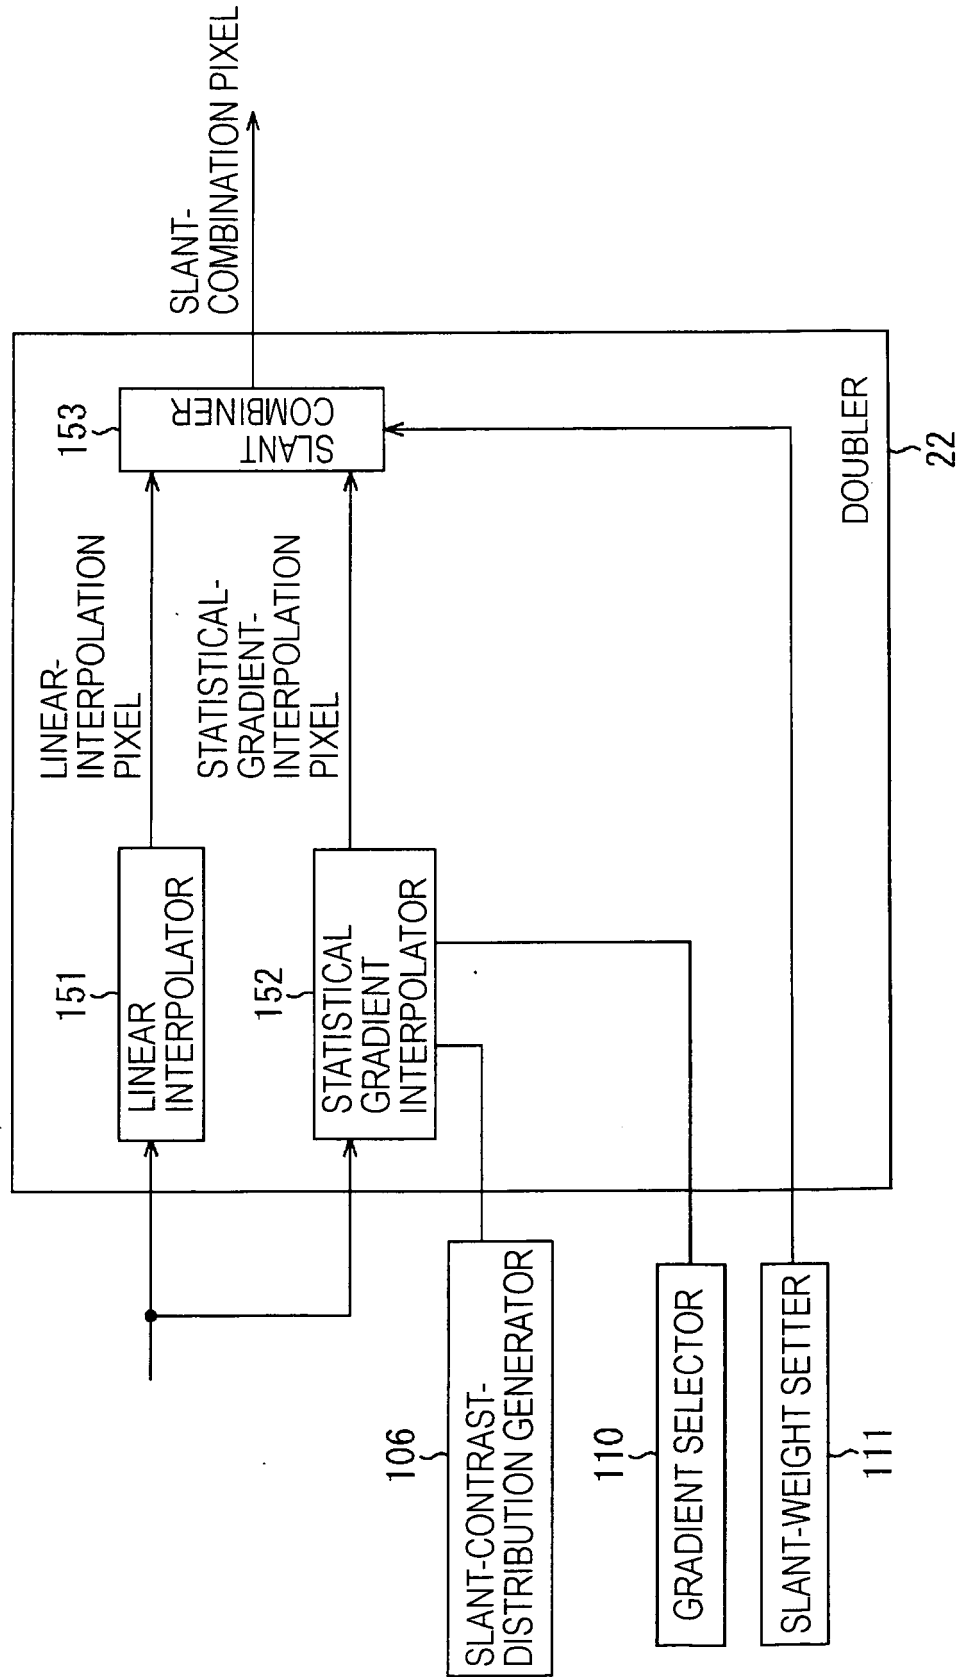 SLANT-
COMBINATION PIXEL
153
SLANT
COMBINER
LINEAR-
INTERPOLATION
PIXEL
STATISTICAL-
GRADIENT-
INTERPOLATION
PIXEL
151
LINEAR
INTERPOLATOR
152
STATISTICAL
GRADIENT
INTERPOLATOR
DOUBLER
22
106
SLANT-CONTRAST-
DISTRIBUTION GENERATOR
110
GRADIENT SELECTOR
SLANT-WEIGHT SETTER
111